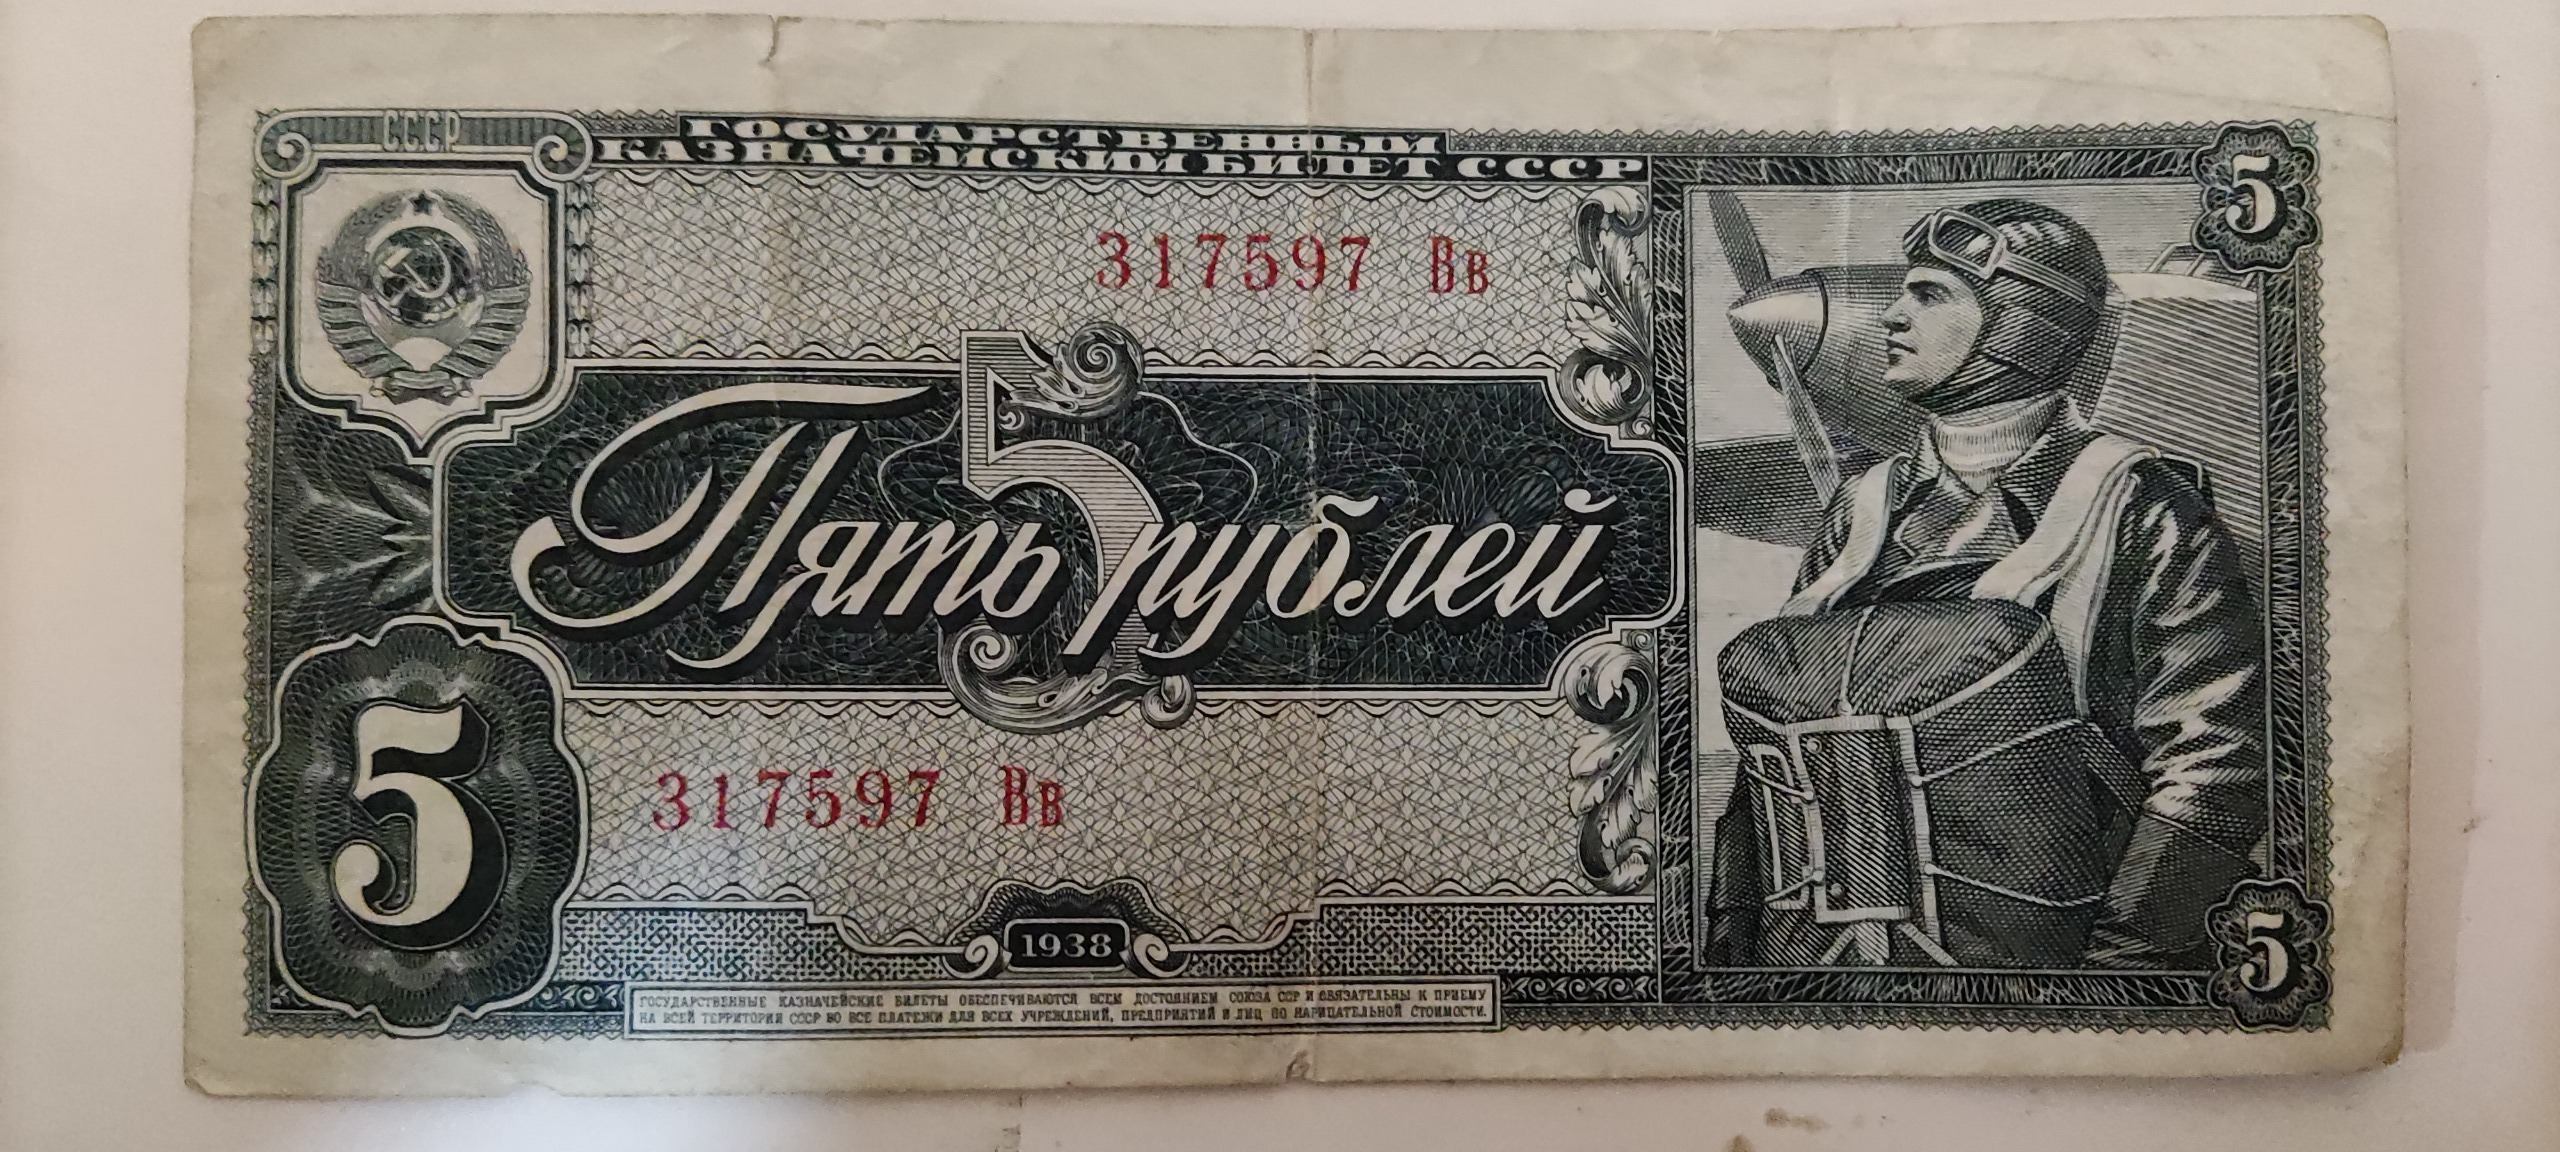 СССР
ГОСУДАРСТВЕННЫЙ
КАЗНАЧЕЙСКИЙ БИЛЕТ СССР
5
317597 Вв
5
Пять рублей
5
317597 Вв
1938
5
ГОСУДАРСТВЕННЫЕ КАЗНАЧЕЙСКИЕ БИЛЕТЫ ОБЕСПЕЧИВАЮТСЯ ВСЕМ ДОСТОЯНИЕМ СОЮЗА ССР И ОБЯЗАТЕЛЬНЫ К ПРИЕМУ
НА ВСЕЙ ТЕРРИТОРИИ СССР ВО ВСЕ ПЛАТЕЖИ ДЛЯ ВСЕХ УЧРЕЖДЕНИЙ, ПРЕДПРИЯТИЙ И ЛИЦ ПО НАРИЦАТЕЛЬНОЙ СТОИМОСТИ.